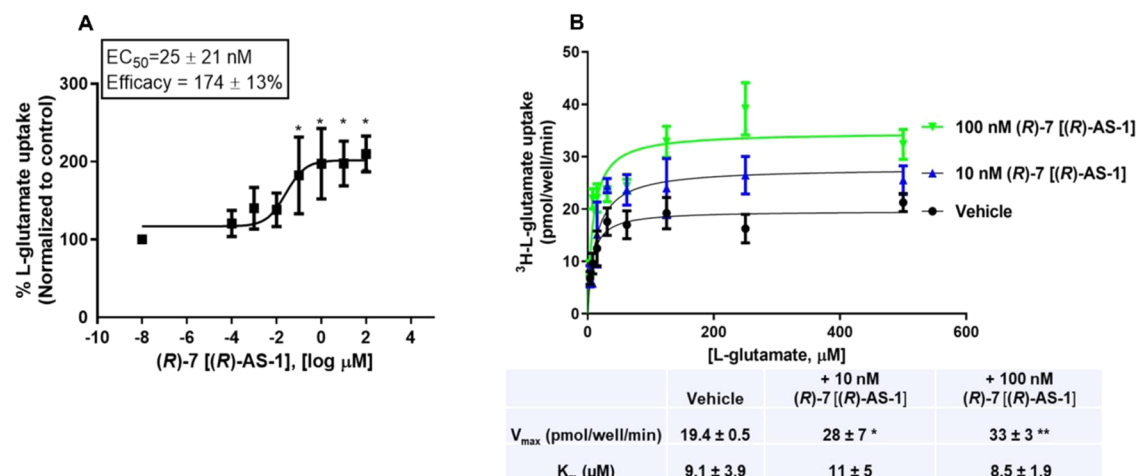 A
EC50=25 ± 21 nM
Efficacy = 174 ± 13%
% L-glutamate uptake
(Normalized to control)
300
200
100
0
* * * *
-10 -8 -6 -4 -2 0 2 4
(R)-7 [(R)-AS-1], [log µM]
B
³H-L-glutamate uptake
(pmol/well/min)
50
40
30
20
10
0
0 200 400 600
[L-glutamate, µM]
100 nM (R)-7 [(R)-AS-1]
10 nM (R)-7 [(R)-AS-1]
Vehicle
Vehicle + 10 nM (R)-7 [(R)-AS-1] + 100 nM (R)-7 [(R)-AS-1]
Vmax (pmol/well/min) 19.4 ± 0.5 28 ± 7 * 33 ± 3 **
(µM) 9.1 ± 3.9 11 ± 5 8.5 ± 1.9